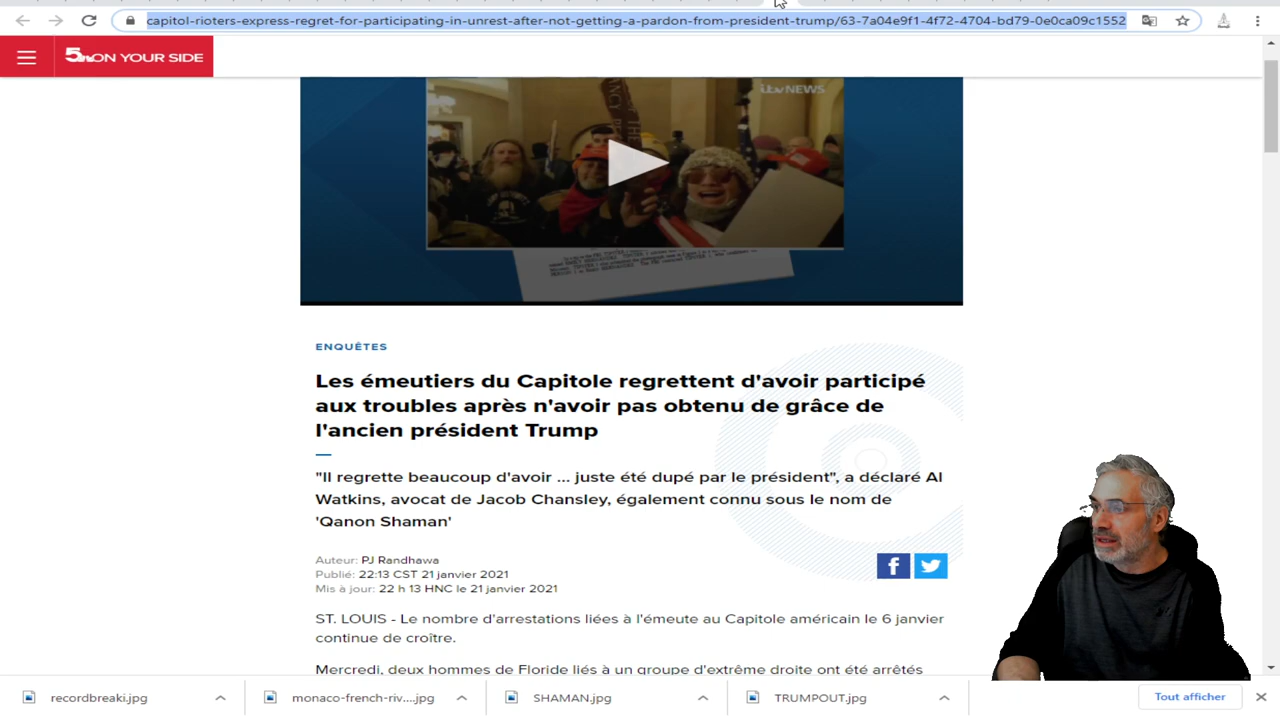 capitol-rioters-express-regret-for-participating-in-unrest-after-not-getting-a-pardon-from-president-trump/63-7a04e9f1-4f72-4704-bd79-0e0ca09c1552
5 ON YOUR SIDE
itv NEWS
ENQUÊTES
Les émeutiers du Capitole regrettent d'avoir participé
aux troubles après n'avoir pas obtenu de grâce de
l'ancien président Trump
"Il regrette beaucoup d'avoir ... juste été dupé par le président", a déclaré Al
Watkins, avocat de Jacob Chansley, également connu sous le nom de
'Qanon Shaman'
Auteur: PJ Randhawa
Publié: 22:13 CST 21 janvier 2021
Mis à jour: 22 h 13 HNC le 21 janvier 2021
ST. LOUIS - Le nombre d'arrestations liées à l'émeute au Capitole américain le 6 janvier
continue de croître.
Mercredi, deux hommes de Floride liés à un groupe d'extrême droite ont été arrêtés
recordbreaki.jpg
monaco-french-riv....jpg
SHAMAN.jpg
TRUMPOUT.jpg
Tout afficher